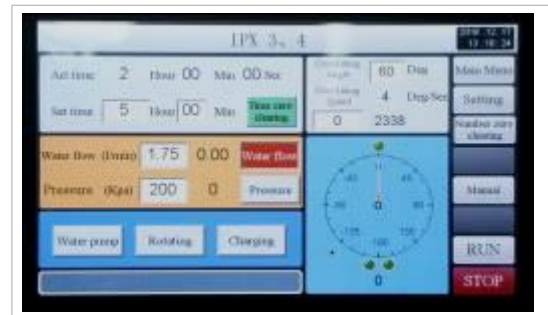 IPX 3、4
Act time 2 Hour 00 Min 00 Sec
Set time 5 Hour 00 Min Time zero clearing
Water flow (l/min) 1.75 0.00 Water flow
Pressure (Kpa) 200 0 Pressure
Water pump Rotating Charging
60 Deg
4 Deg/Sec
0 2338
0
0
Main Menu
Setting
Number zero clearing
Manual
RUN
STOP